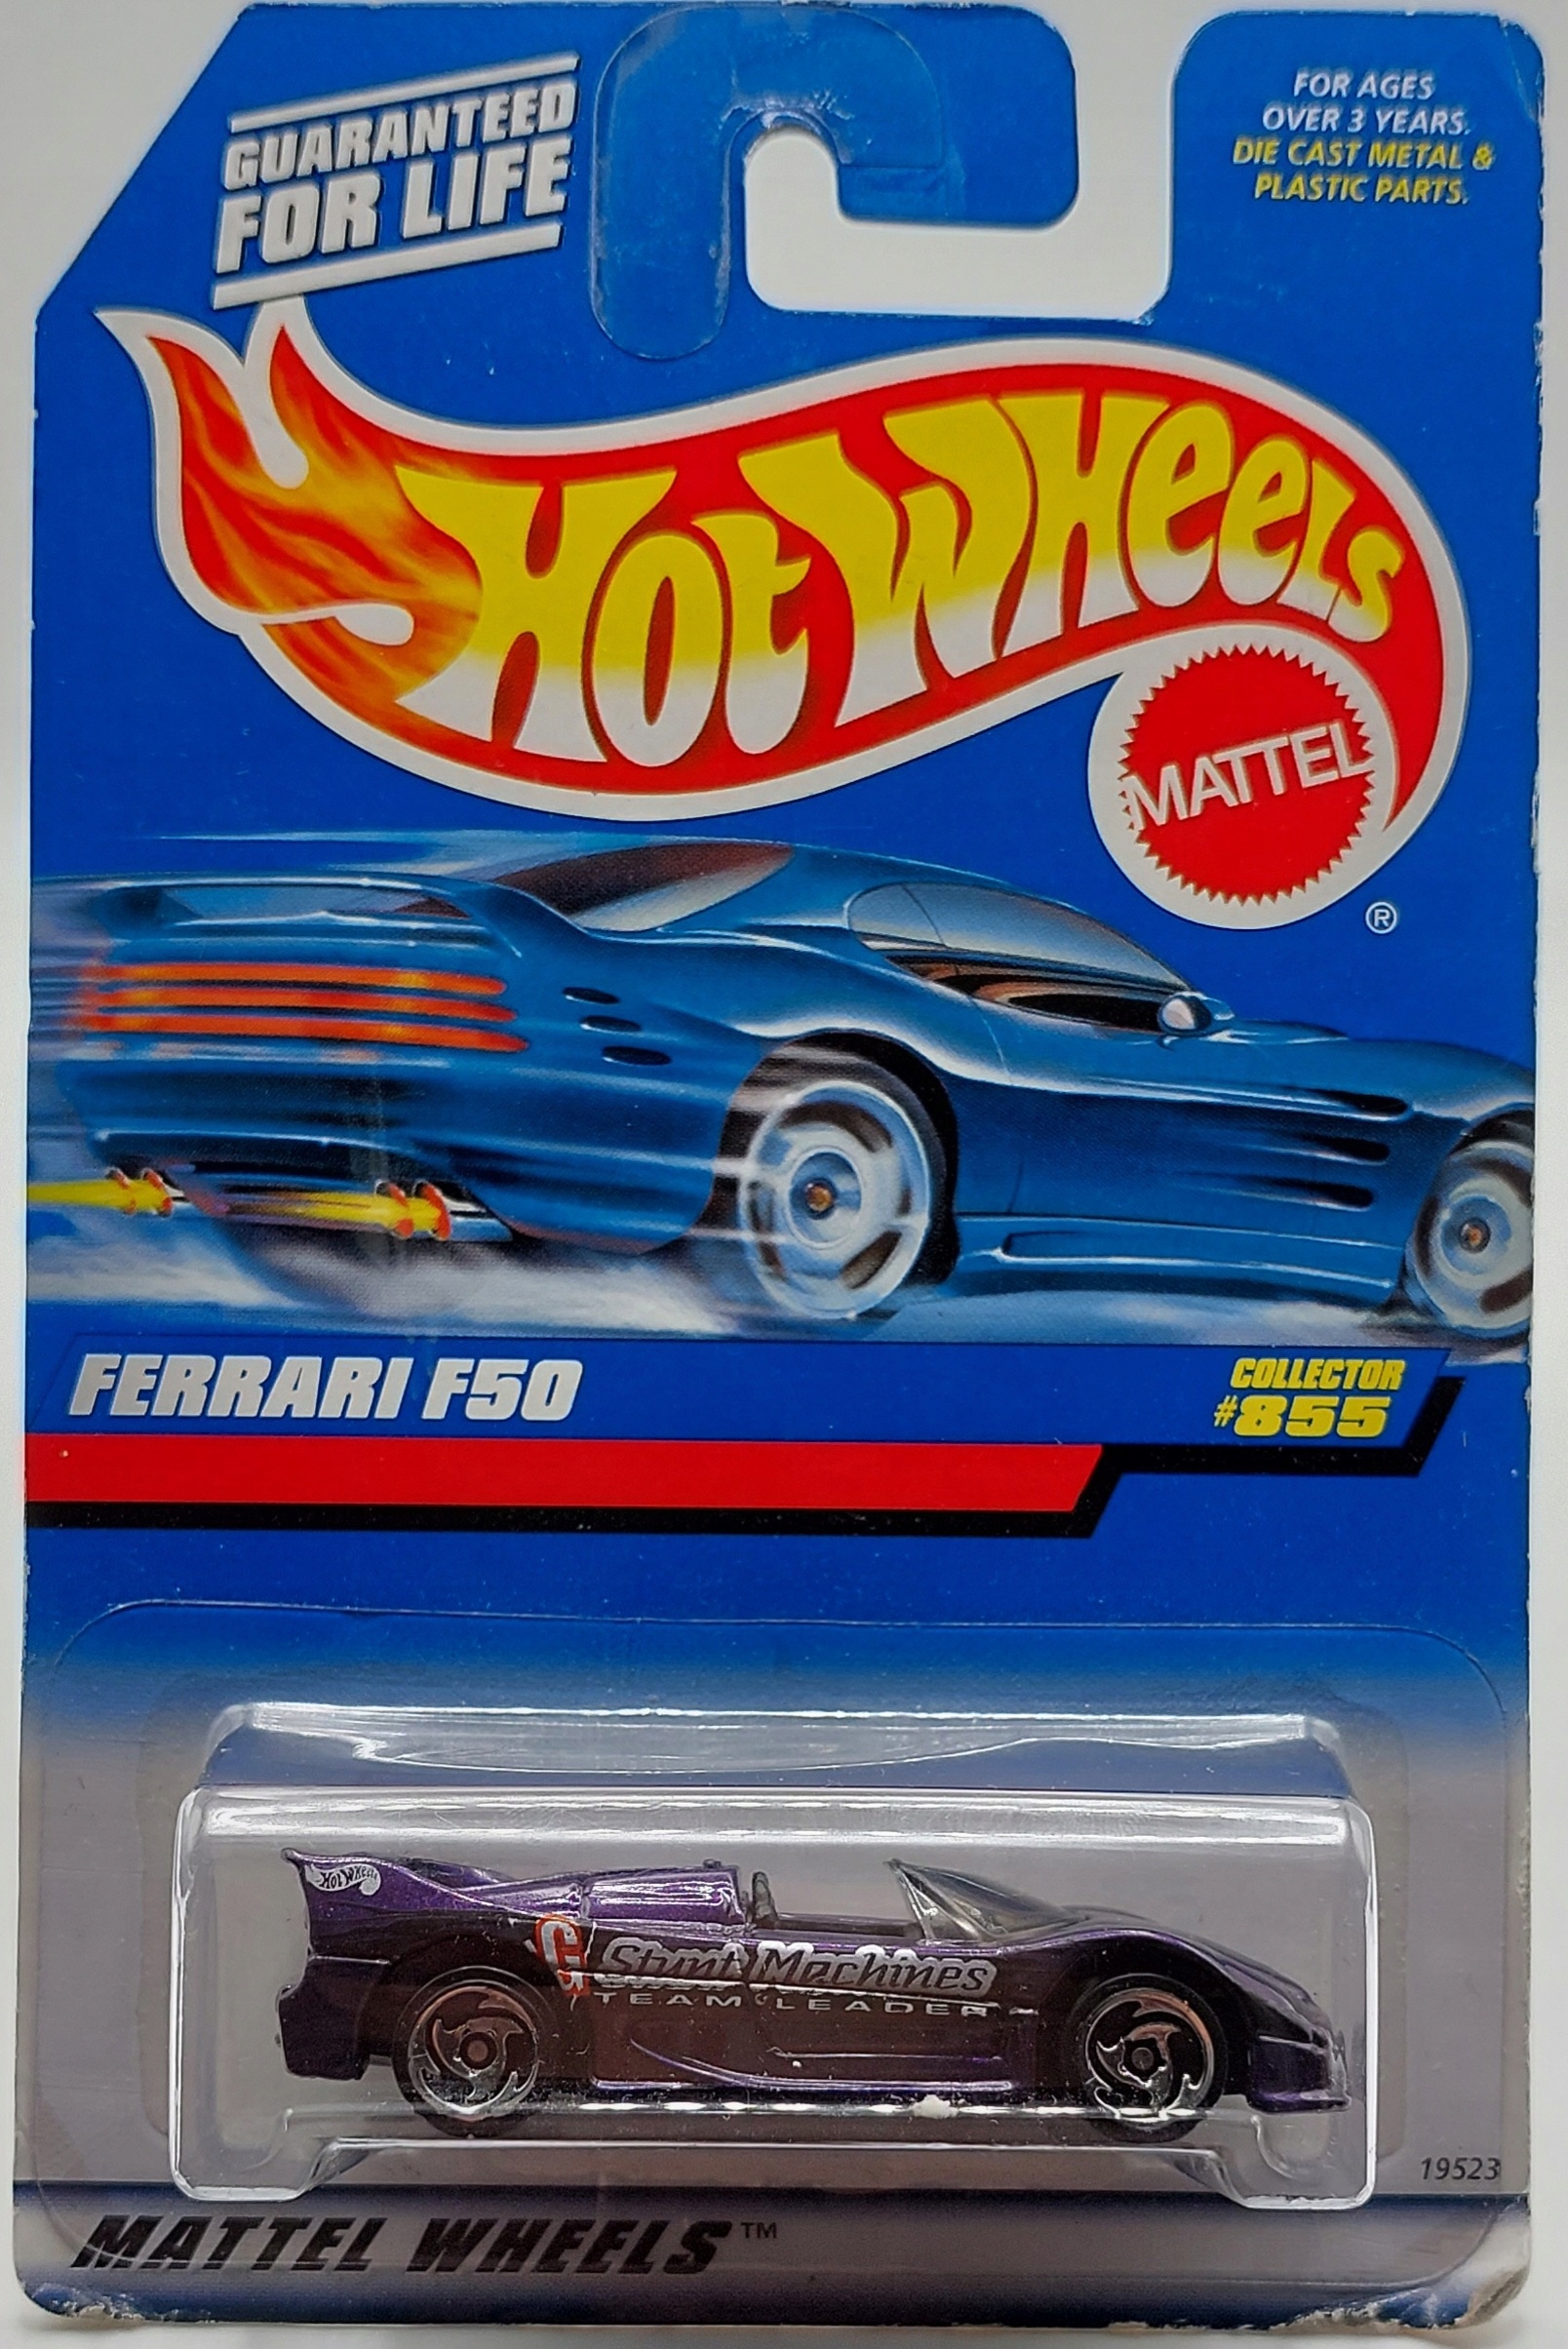 GUARANTEED
FOR LIFE
FOR AGES
OVER 3 YEARS.
DIE CAST METAL &
PLASTIC PARTS.
HOT WHEELS
MATTEL
®
FERRARI F50
COLLECTOR
#855
HOT WHEELS
Stunt Machines
TEAM LEADER
19523
MATTEL WHEELS™